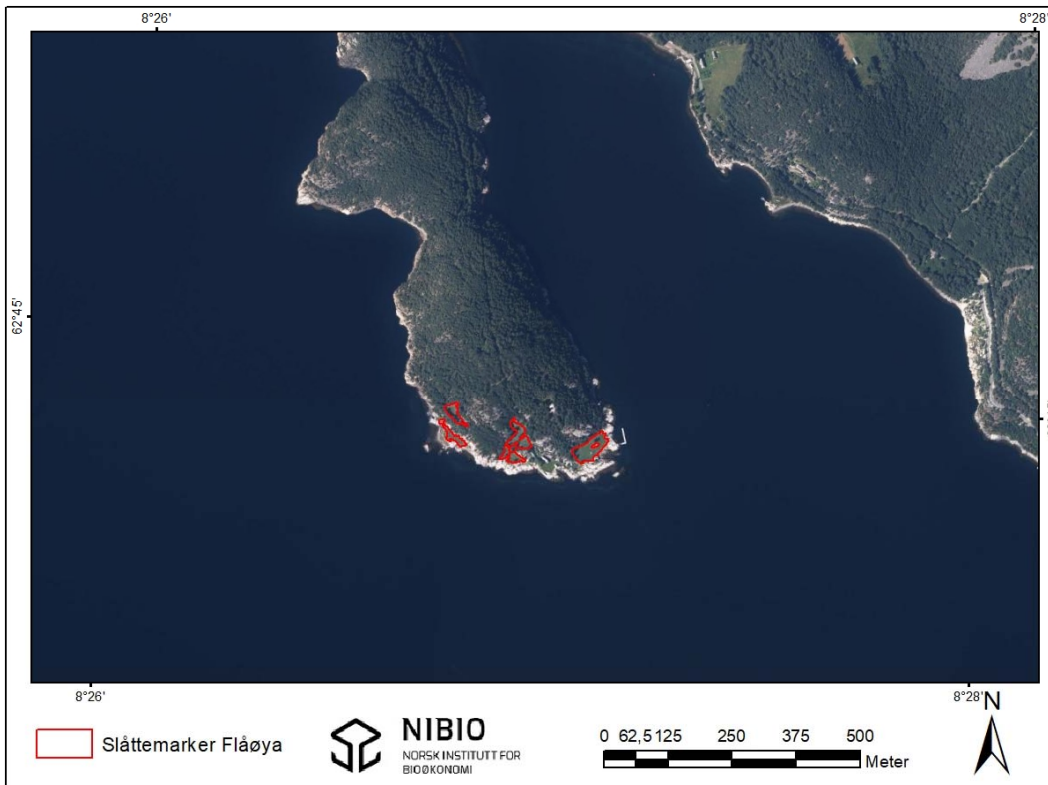 8°26'
8°28'
62°45'
8°26'
8°28'
N
Slåttemarker Flåøya
NIBIO
NORSK INSTITUTT FOR
BIOØKONOMI
0 62,5 125 250 375 500
Meter